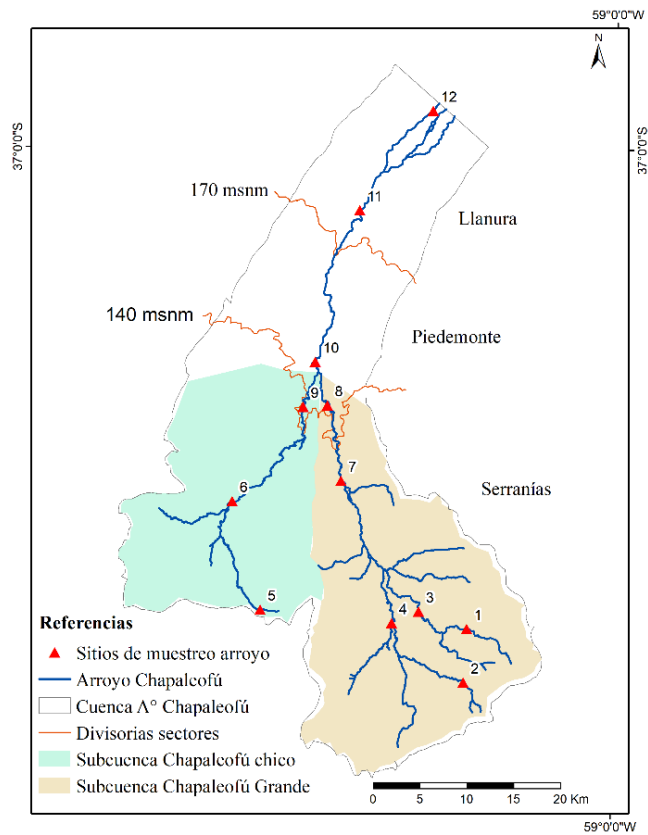 59°0'0"W
N
37°0'0"S
37°0'0"S
12
170 msnm
11
Llanura
140 msnm
10
Piedemonte
9
8
7
6
Serranías
5
4
3
1
2
Referencias
Sitios de muestreo arroyo
Arroyo Chapaleofú
Cuenca A° Chapaleofú
Divisorias sectores
Subcuenca Chapaleofú chico
Subcuenca Chapaleofú Grande
0 5 10 15 20 Km
59°0'0"W